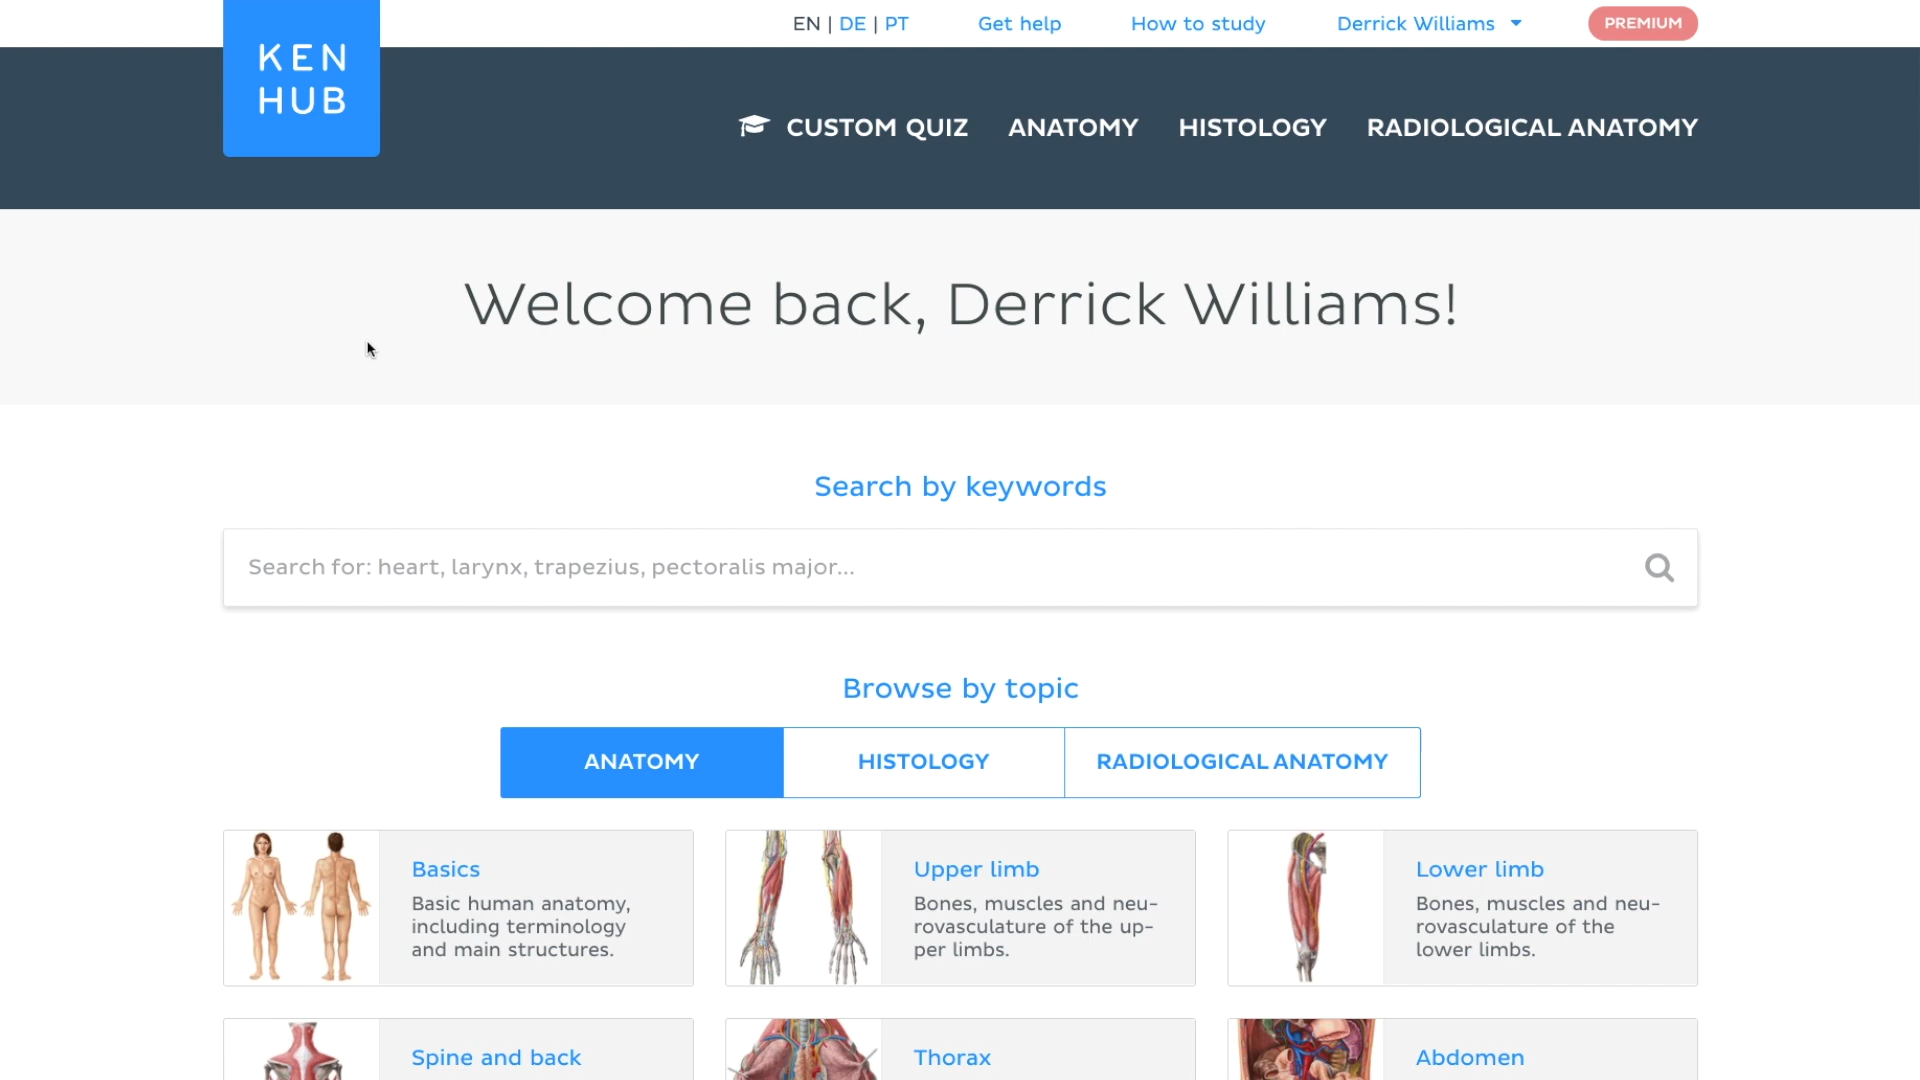 EN | DE | PT
Get help
How to study
Derrick Williams
PREMIUM
KEN
HUB
CUSTOM QUIZ
ANATOMY
HISTOLOGY
RADIOLOGICAL ANATOMY
Welcome back, Derrick Williams!
Search by keywords
Search for: heart, larynx, trapezius, pectoralis major...
Browse by topic
ANATOMY
HISTOLOGY
RADIOLOGICAL ANATOMY
Basics
Basic human anatomy,
including terminology
and main structures.
Upper limb
Bones, muscles and neu-
rovasculature of the up-
per limbs.
Lower limb
Bones, muscles and neu-
rovasculature of the
lower limbs.
Spine and back
Thorax
Abdomen